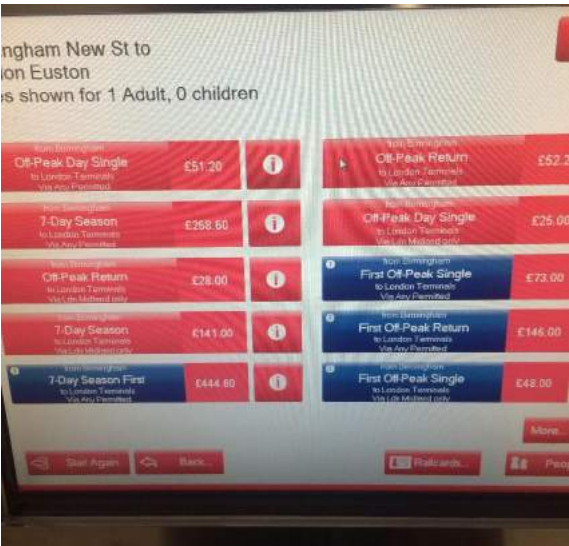 ngham New St to
on Euston
s shown for 1 Adult, 0 children
from Birmingham
Off-Peak Day Single
to London Terminals
Via Any Permitted
£51.20
i
from Birmingham
Off-Peak Return
to London Terminals
Via Any Permitted
£52.2
from Birmingham
7-Day Season
to London Terminals
Via Any Permitted
£258.60
i
from Birmingham
Off-Peak Day Single
to London Terminals
Via Ldn Midland only
£25.00
from Birmingham
Off-Peak Return
to London Terminals
Via Ldn Midland only
£28.00
i
from Birmingham
First Off-Peak Single
to London Terminals
Via Any Permitted
£73.00
from Birmingham
7-Day Season
to London Terminals
Via Ldn Midland only
£141.00
i
from Birmingham
First Off-Peak Return
to London Terminals
Via Any Permitted
£146.00
from Birmingham
7-Day Season First
to London Terminals
Via Any Permitted
£444.60
i
from Birmingham
First Off-Peak Single
to London Terminals
Via Ldn Midland only
£48.00
More...
Start Again
Back...
Railcards...
Peop